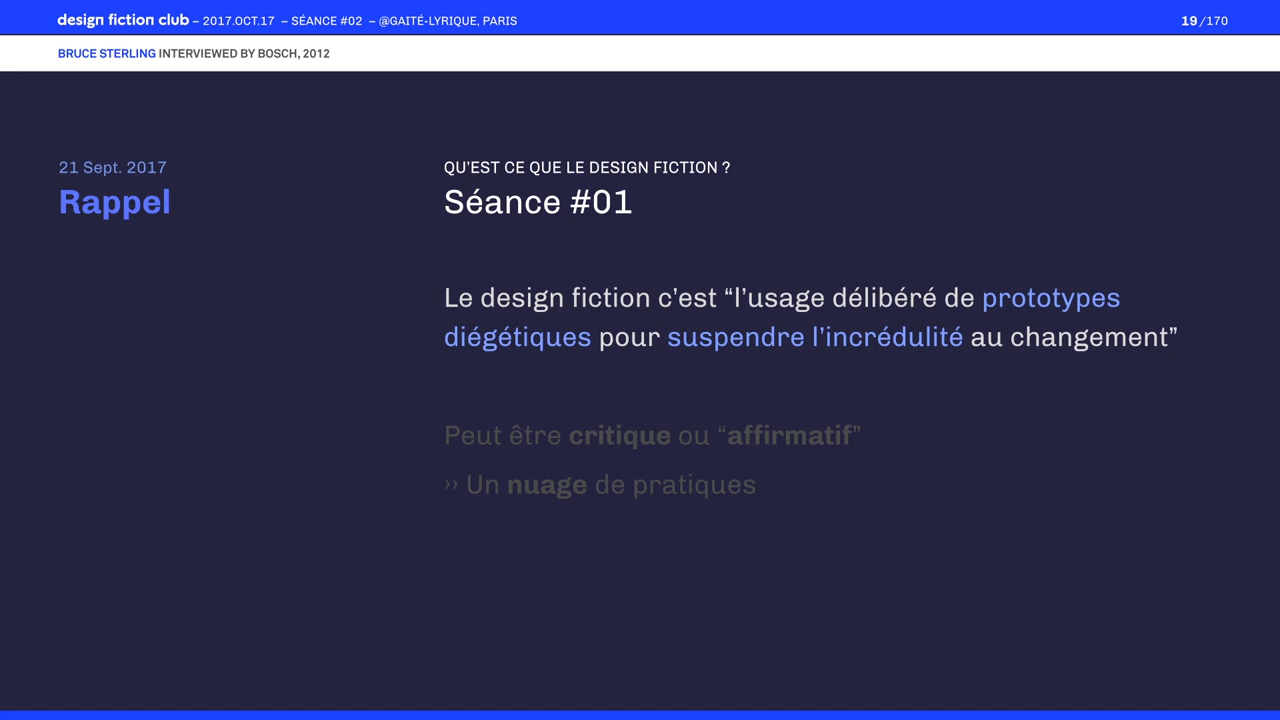 design fiction club – 2017.OCT.17 – SÉANCE #02 – @GAITÉ-LYRIQUE, PARIS
19/170
BRUCE STERLING INTERVIEWED BY BOSCH, 2012
21 Sept. 2017
Rappel
QU’EST CE QUE LE DESIGN FICTION ?
Séance #01
Le design fiction c’est “l’usage délibéré de prototypes
diégétiques pour suspendre l’incrédulité au changement”
Peut être critique ou “affirmatif”
›› Un nuage de pratiques